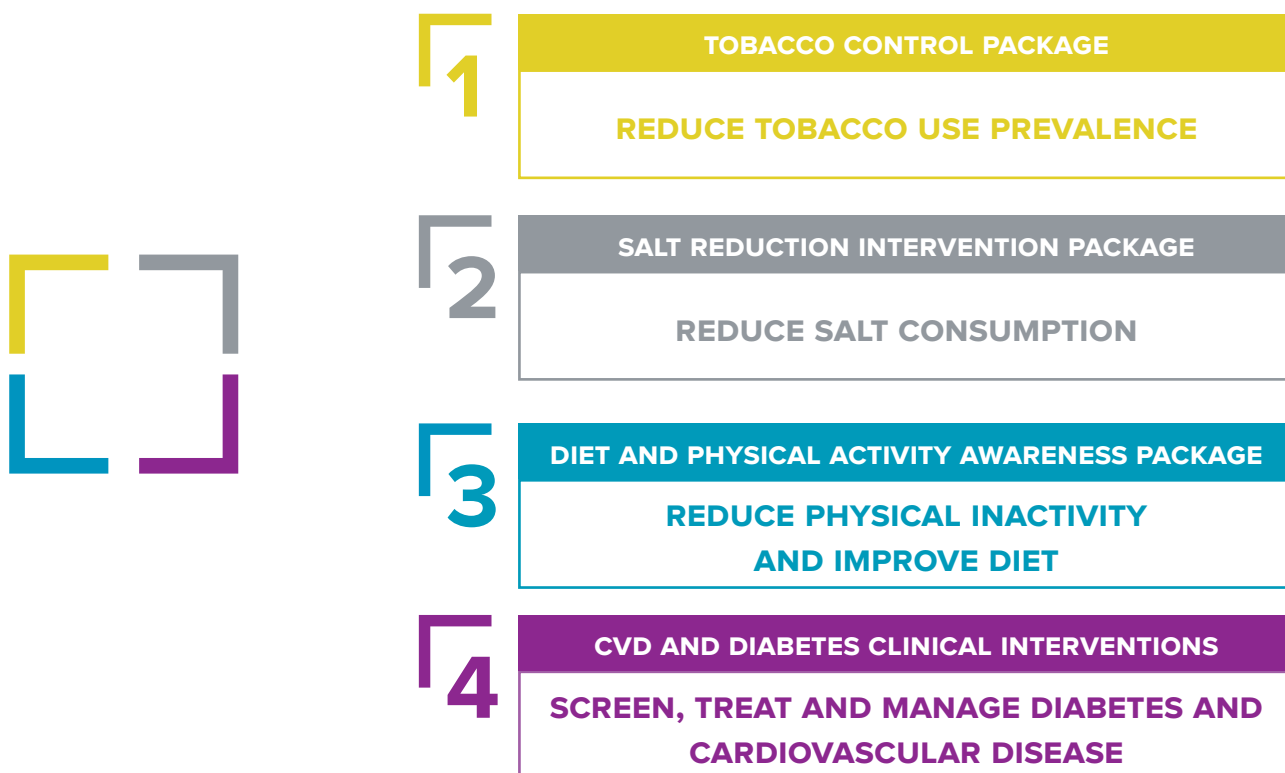 1
TOBACCO CONTROL PACKAGE
REDUCE TOBACCO USE PREVALENCE
2
SALT REDUCTION INTERVENTION PACKAGE
REDUCE SALT CONSUMPTION
3
DIET AND PHYSICAL ACTIVITY AWARENESS PACKAGE
REDUCE PHYSICAL INACTIVITY
AND IMPROVE DIET
4
CVD AND DIABETES CLINICAL INTERVENTIONS
SCREEN, TREAT AND MANAGE DIABETES AND
CARDIOVASCULAR DISEASE